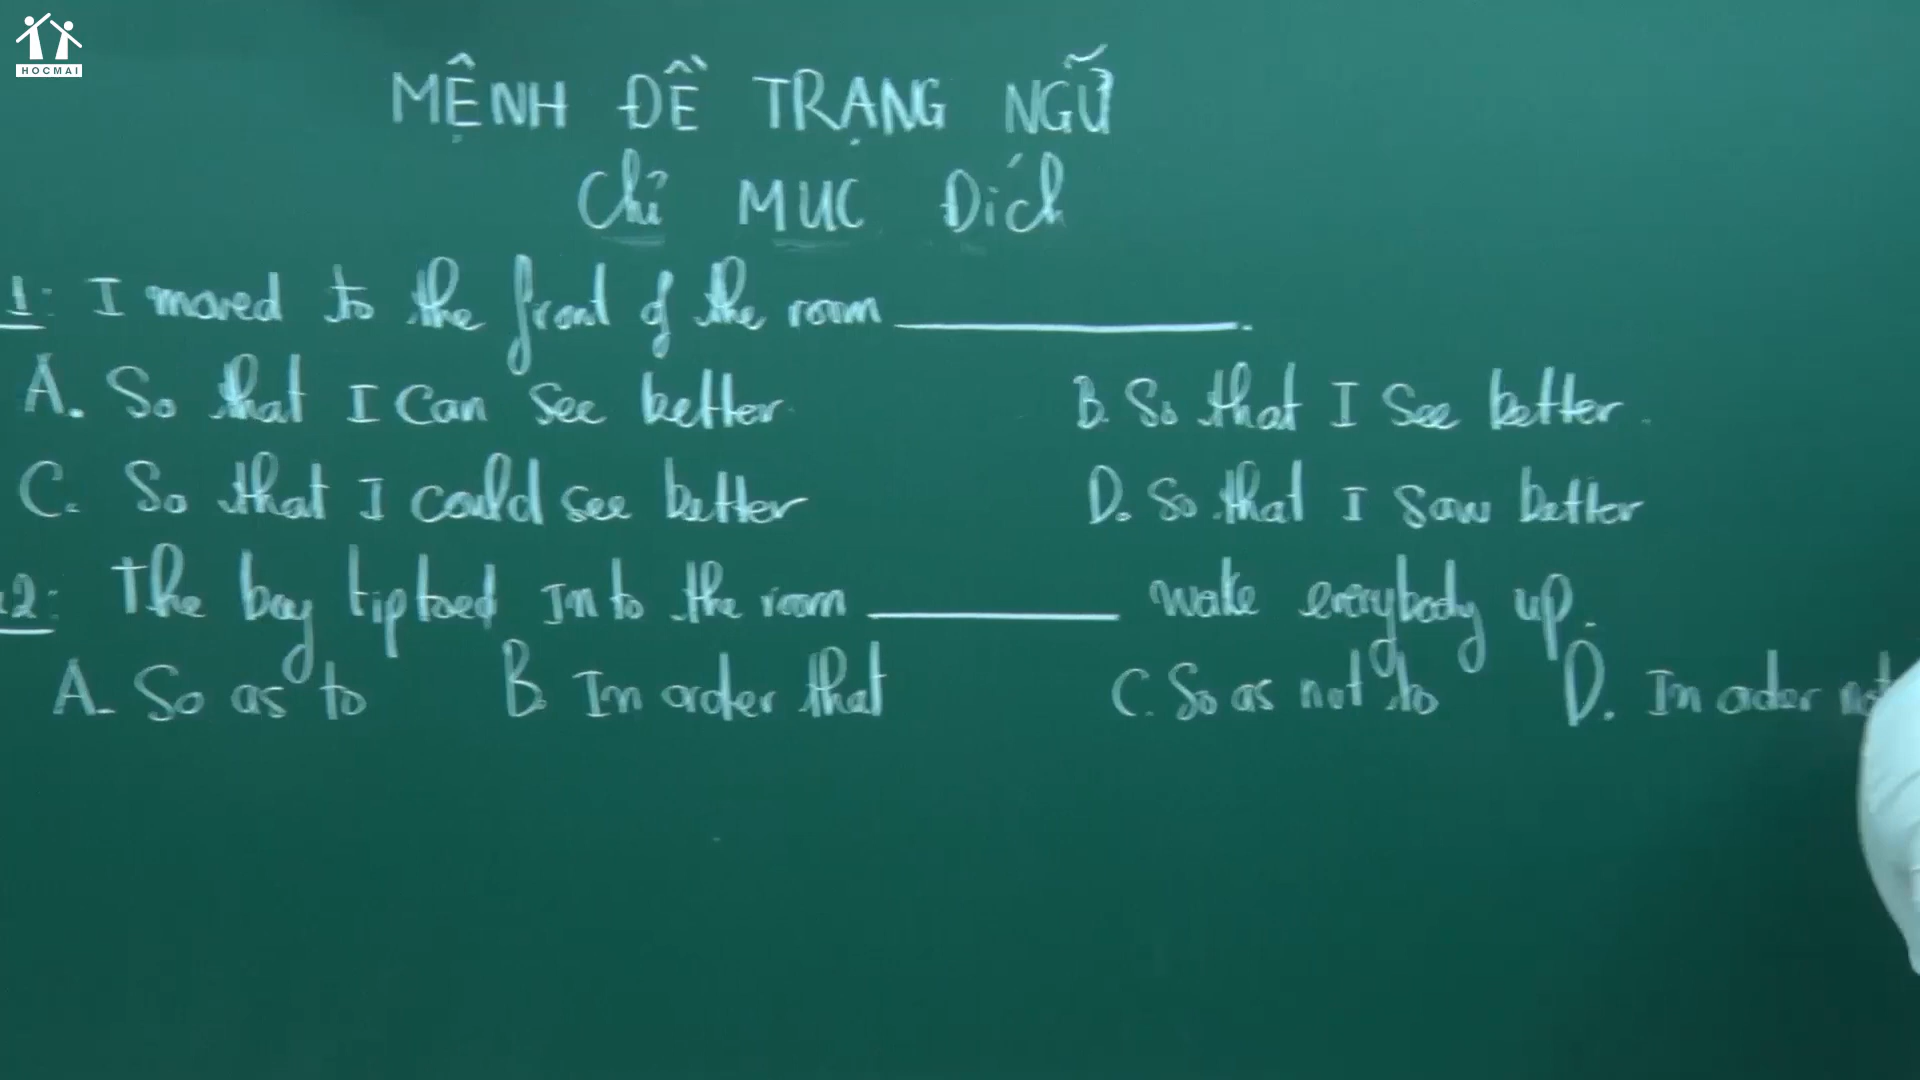 HOCMAI
MỆNH ĐỀ TRẠNG NGỮ
Chỉ MỤC Đích
1: I moved to the front of the room ________.
A. So that I can see better.
B. So that I see better.
C. So that I could see better
D. So that I saw better
2: The boy tiptoed Into the room ________ wake everybody up.
A. So as to B. In order that C. So as not to D. In order not